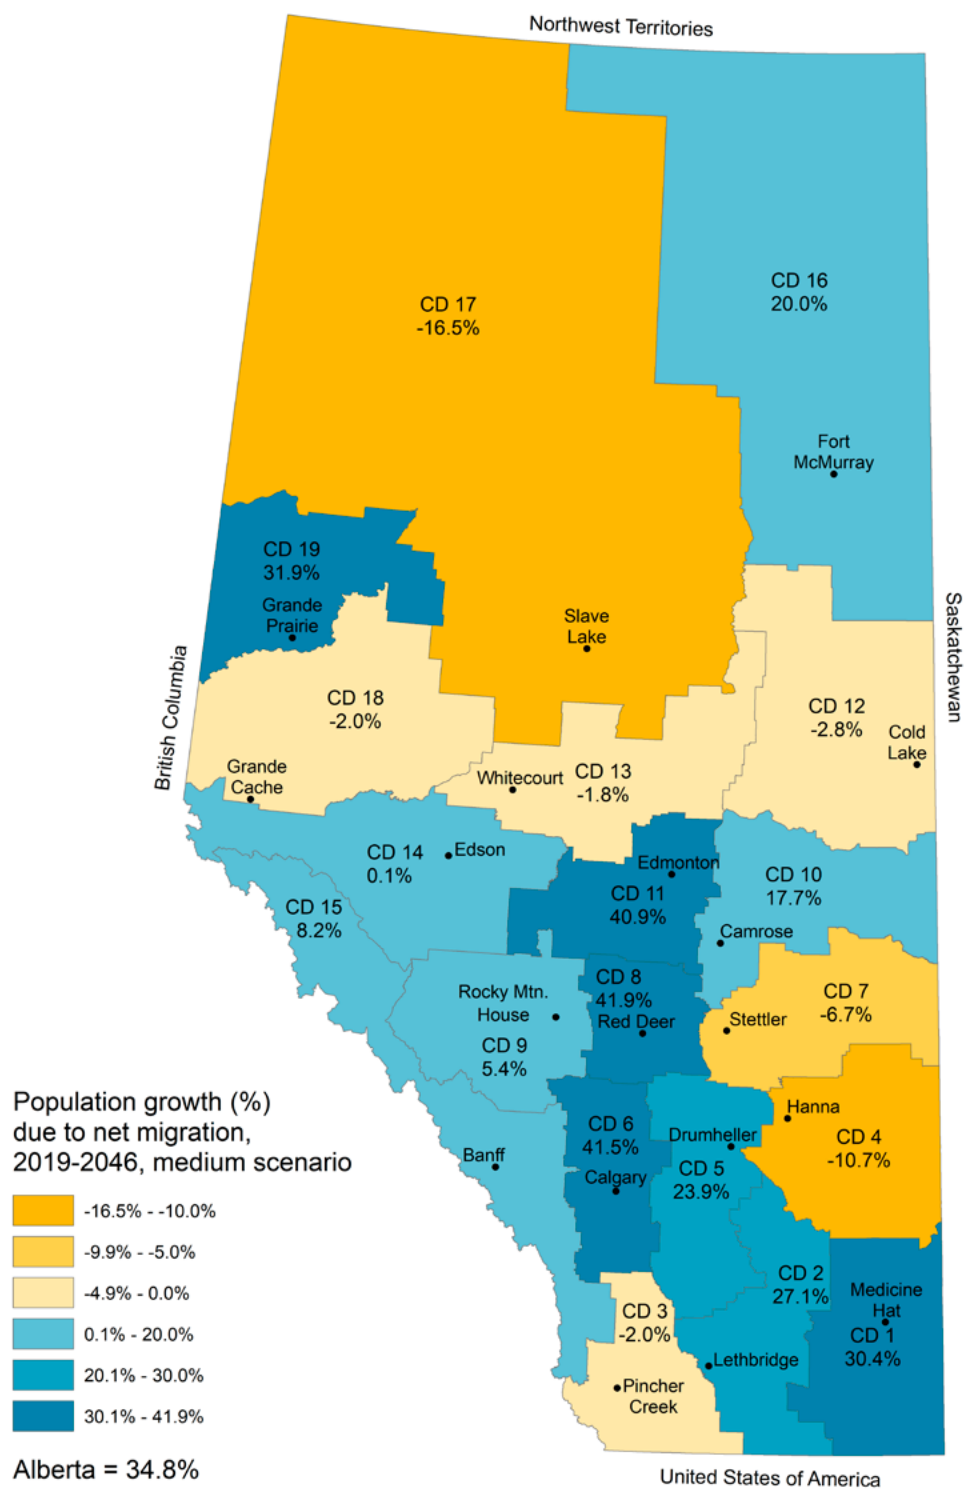 Northwest Territories
CD 16
20.0%
CD 17
-16.5%
Fort
McMurray
CD 19
31.9%
Grande
Prairie
Slave
Lake
Saskatchewan
British Columbia
CD 18
-2.0%
CD 12
-2.8%
Cold
Lake
Grande
Cache
Whitecourt
CD 13
-1.8%
CD 14
0.1%
Edson
Edmonton
CD 11
40.9%
CD 10
17.7%
CD 15
8.2%
Camrose
CD 8
41.9%
Red Deer
Rocky Mtn.
House
CD 9
5.4%
CD 7
-6.7%
Stettler
Hanna
CD 4
-10.7%
CD 6
41.5%
Calgary
Drumheller
CD 5
23.9%
Banff
CD 2
27.1%
Medicine
Hat
CD 1
30.4%
CD 3
-2.0%
Lethbridge
Pincher
Creek
United States of America
Population growth (%)
due to net migration,
2019-2046, medium scenario
-16.5% - -10.0%
-9.9% - -5.0%
-4.9% - 0.0%
0.1% - 20.0%
20.1% - 30.0%
30.1% - 41.9%
Alberta = 34.8%